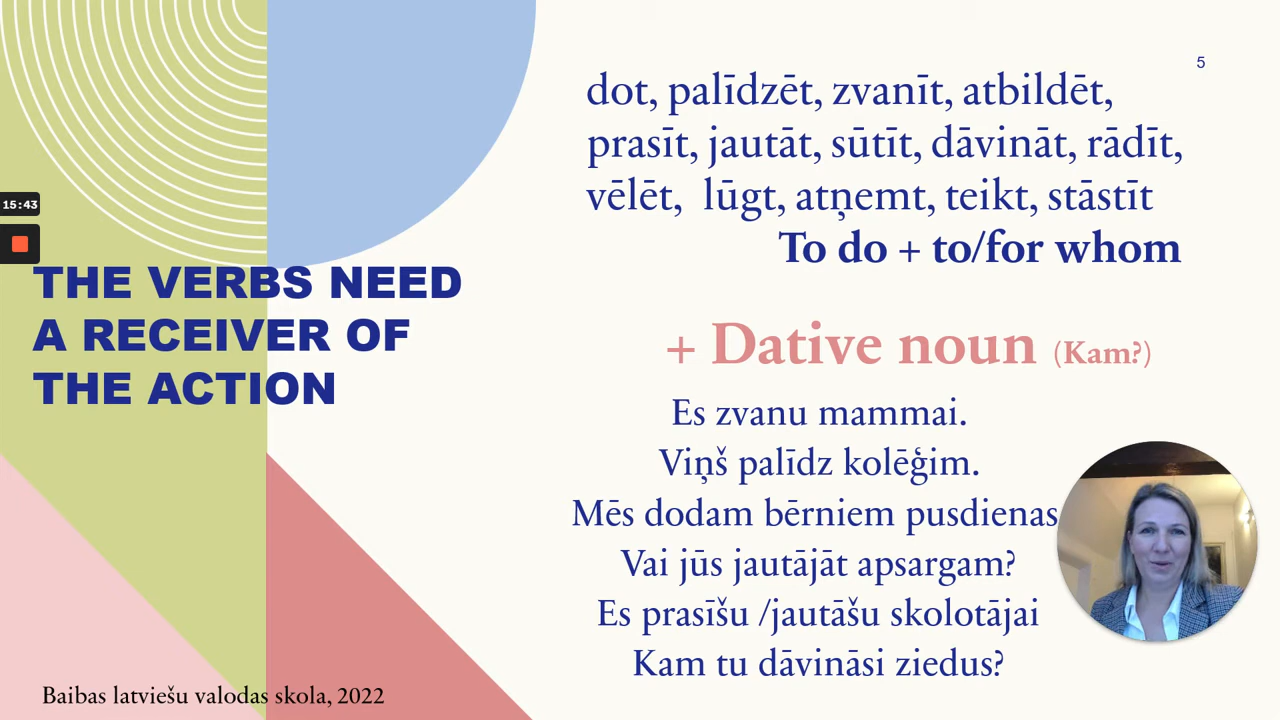 5
dot, palīdzēt, zvanīt, atbildēt,
prasīt, jautāt, sūtīt, dāvināt, rādīt,
vēlēt, lūgt, atņemt, teikt, stāstīt
To do + to/for whom
15:43
THE VERBS NEED
A RECEIVER OF
THE ACTION
+ Dative noun (Kam?)
Es zvanu mammai.
Viņš palīdz kolēģim.
Mēs dodam bērniem pusdienas
Vai jūs jautājāt apsargam?
Es prasīšu /jautāšu skolotājai
Kam tu dāvināsi ziedus?
Baibas latviešu valodas skola, 2022